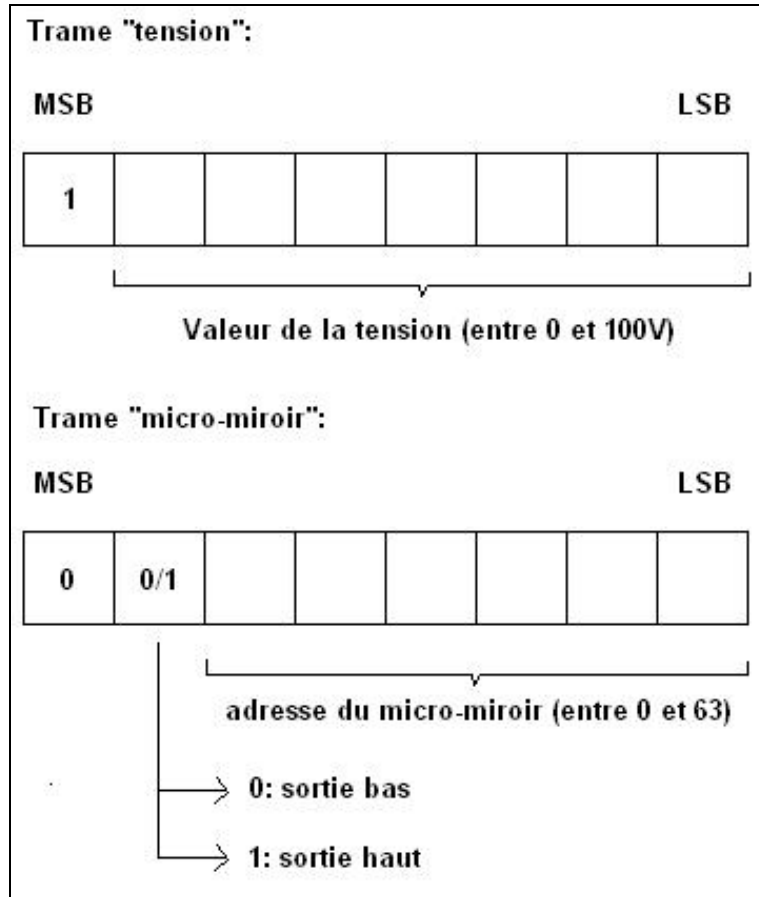 Trame "tension":
MSB LSB
1
Valeur de la tension (entre 0 et 100V)
Trame "micro-miroir":
MSB LSB
0 0/1
adresse du micro-miroir (entre 0 et 63)
0: sortie bas
1: sortie haut